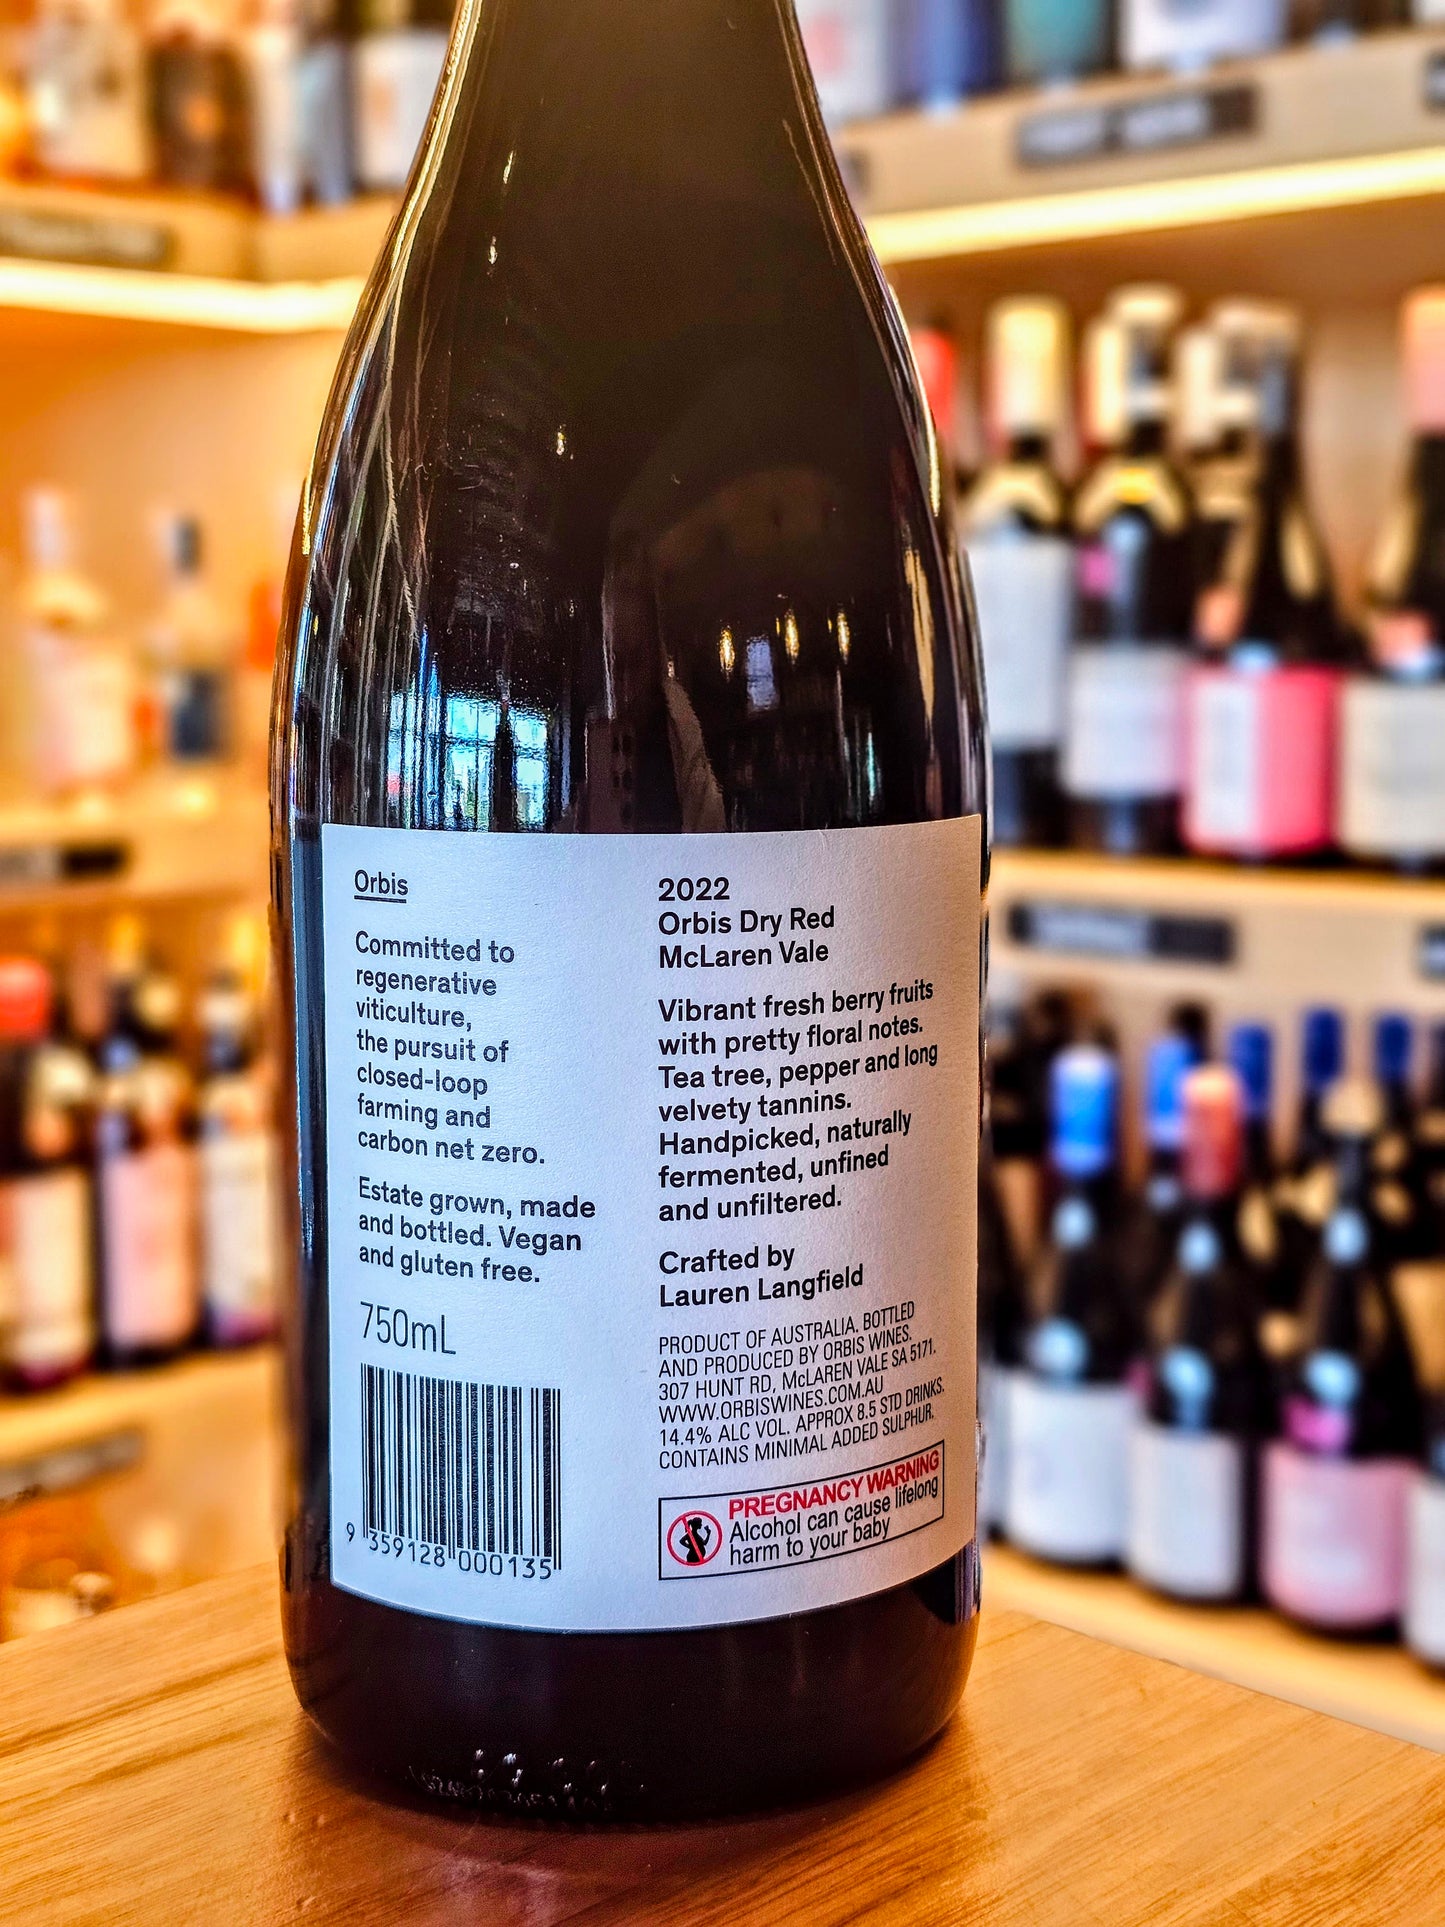 Orbis
Committed to
regenerative
viticulture,
the pursuit of
closed-loop
farming and
carbon net zero.
Estate grown, made
and bottled. Vegan
and gluten free.
750mL
9 359128 000135
2022
Orbis Dry Red
McLaren Vale
Vibrant fresh berry fruits
with pretty floral notes.
Tea tree, pepper and long
velvety tannins.
Handpicked, naturally
fermented, unfined
and unfiltered.
Crafted by
Lauren Langfield
PRODUCT OF AUSTRALIA. BOTTLED
AND PRODUCED BY ORBIS WINES.
307 HUNT RD, McLAREN VALE SA 5171.
WWW.ORBISWINES.COM.AU
14.4% ALC VOL. APPROX 8.5 STD DRINKS.
CONTAINS MINIMAL ADDED SULPHUR.
PREGNANCY WARNING
Alcohol can cause lifelong
harm to your baby